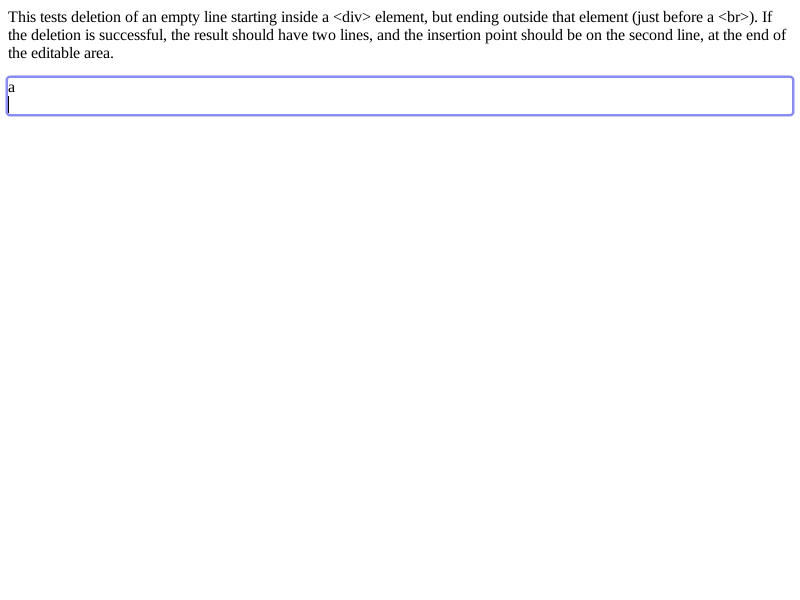 This tests deletion of an empty line starting inside a <div> element, but ending outside that element (just before a <br>). If
the deletion is successful, the result should have two lines, and the insertion point should be on the second line, at the end of
the editable area.
a